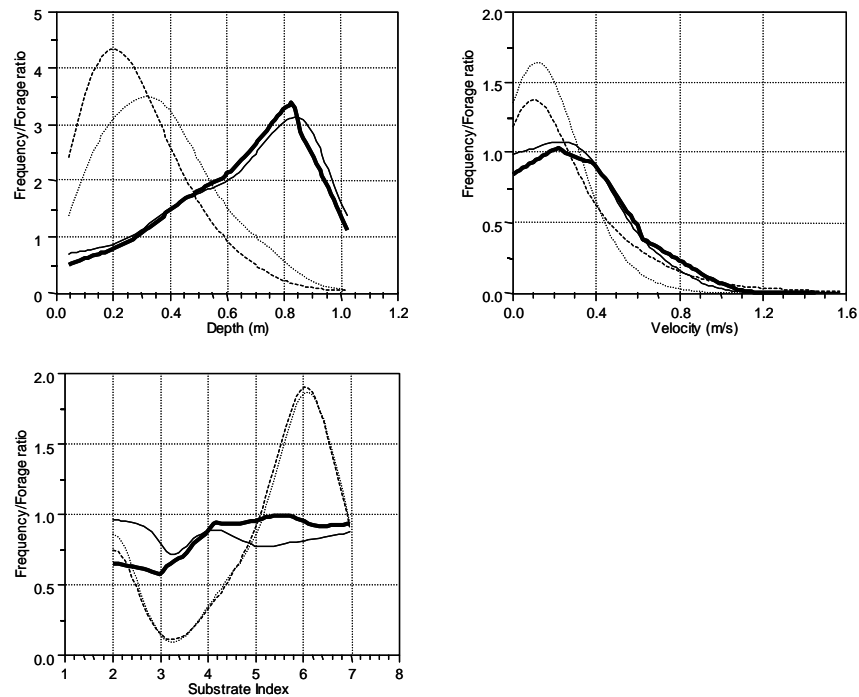 5
4
3
2
1
0
Frequency/Forage ratio
0.0 0.2 0.4 0.6 0.8 1.0 1.2
Depth (m)
2.0
1.5
1.0
0.5
0.0
Frequency/Forage ratio
0.0 0.4 0.8 1.2 1.6
Velocity (m/s)
2.0
1.5
1.0
0.5
0.0
Frequency/Forage ratio
1 2 3 4 5 6 7 8
Substrate Index